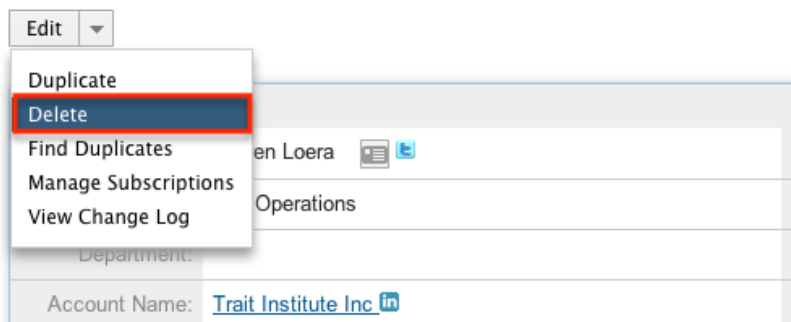 Edit
Duplicate
Delete
Find Duplicates
en Loera
Manage Subscriptions
Operations
View Change Log
Department:
Account Name: Trait Institute Inc in